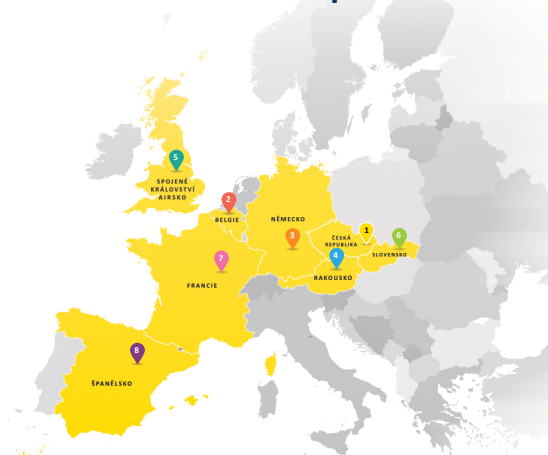 5
SPOJENÉ
KRÁLOVSTVÍ
AIRSKO
2
BELGIE
NĚMECKO
3
1
ČESKÁ
REPUBLIKA
6
SLOVENSKO
4
RAKOUSKO
7
FRANCIE
8
ŠPANĚLSKO